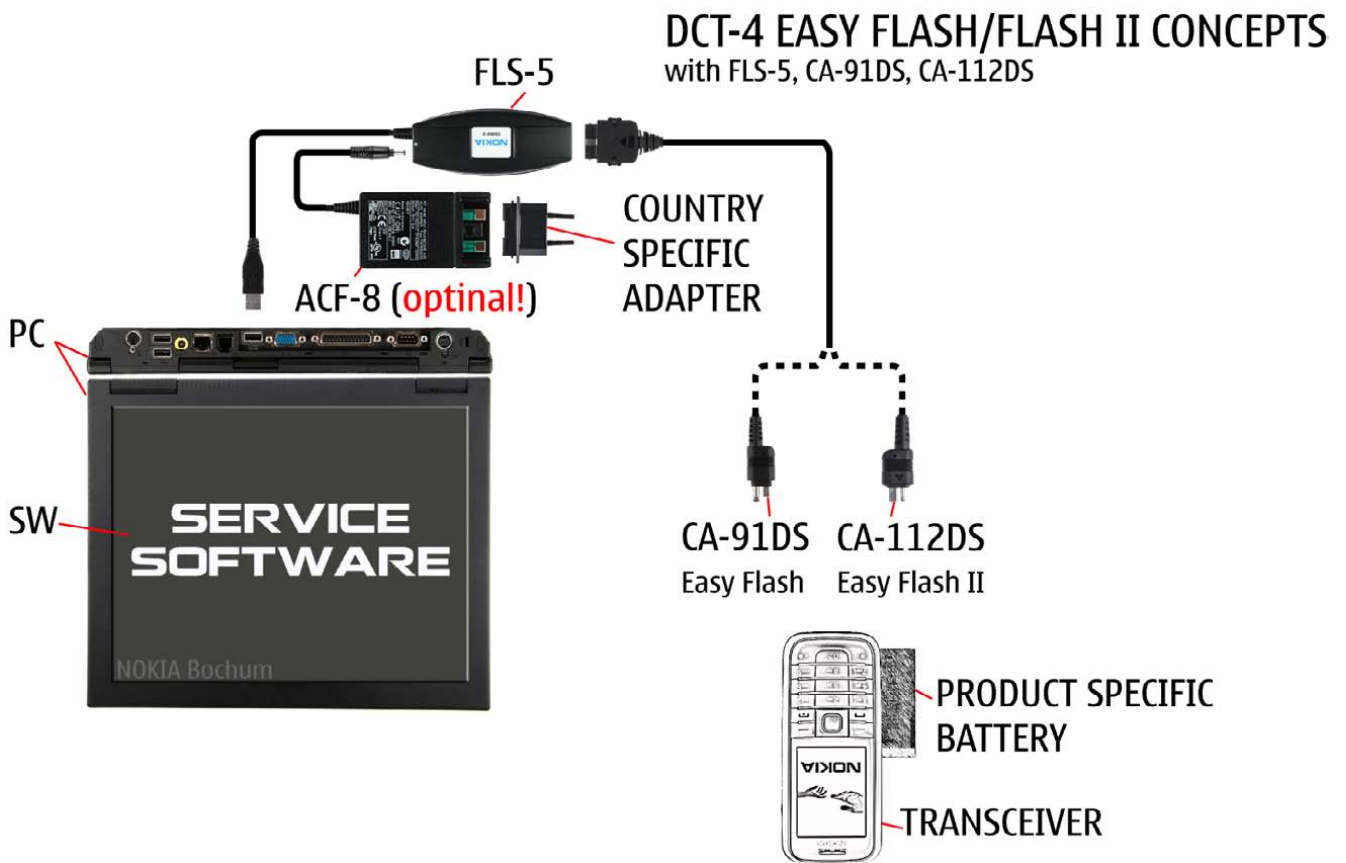 DCT-4 EASY FLASH/FLASH II CONCEPTS
with FLS-5, CA-91DS, CA-112DS
FLS-5
NOKIA
COUNTRY
SPECIFIC
ADAPTER
ACF-8 (optinal!)
PC
SW
SERVICE
SOFTWARE
NOKIA Bochum
CA-91DS
Easy Flash
CA-112DS
Easy Flash II
PRODUCT SPECIFIC
BATTERY
NOKIA
TRANSCEIVER